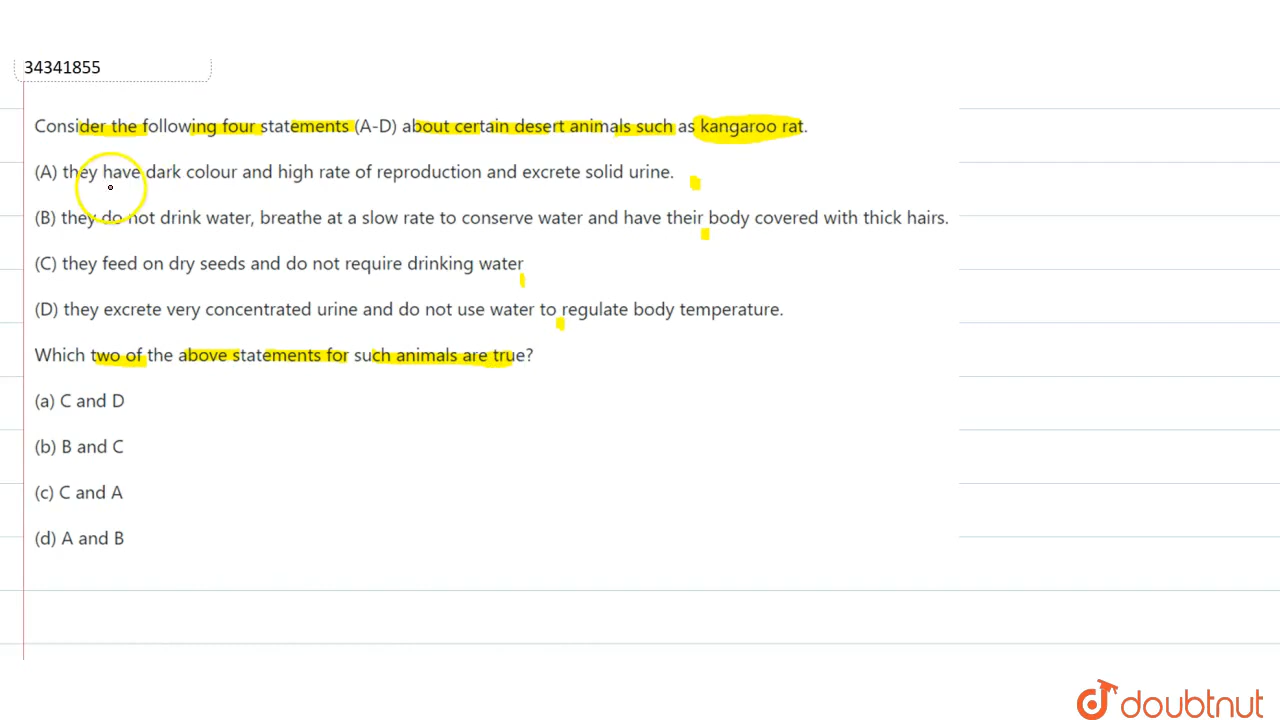 34341855
Consider the following four statements (A-D) about certain desert animals such as kangaroo rat.
(A) they have dark colour and high rate of reproduction and excrete solid urine.
(B) they do not drink water, breathe at a slow rate to conserve water and have their body covered with thick hairs.
(C) they feed on dry seeds and do not require drinking water
(D) they excrete very concentrated urine and do not use water to regulate body temperature.
Which two of the above statements for such animals are true?
(a) C and D
(b) B and C
(c) C and A
(d) A and B
doubtnut